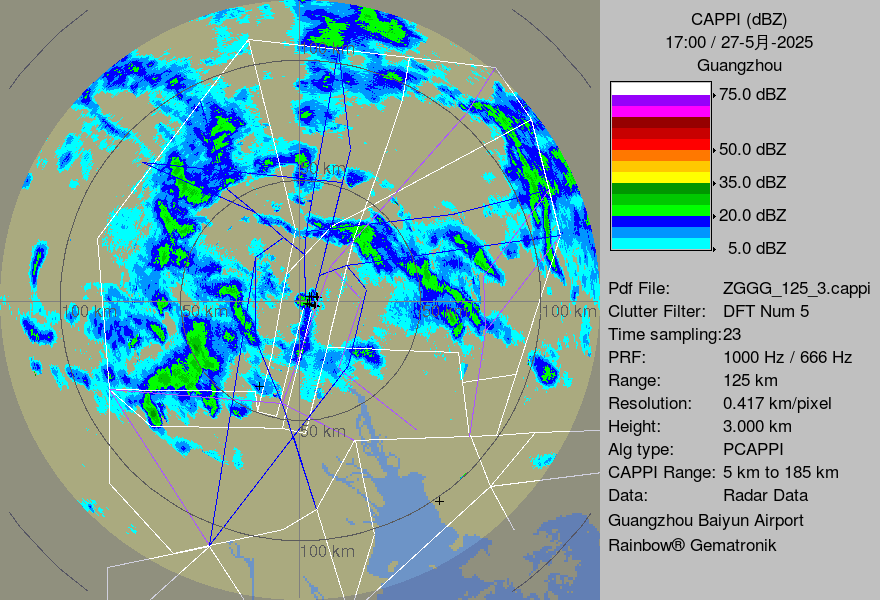 CAPPI (dBZ)
17:00 / 27-5月-2025
Guangzhou
75.0 dBZ
50.0 dBZ
35.0 dBZ
20.0 dBZ
5.0 dBZ
Pdf File: ZGGG_125_3.cappi
Clutter Filter: DFT Num 5
Time sampling:23
PRF: 1000 Hz / 666 Hz
Range: 125 km
Resolution: 0.417 km/pixel
Height: 3.000 km
Alg type: PCAPPI
CAPPI Range: 5 km to 185 km
Data: Radar Data
Guangzhou Baiyun Airport
Rainbow® Gematronik
50 km
100 km
50 km
100 km
50 km
100 km